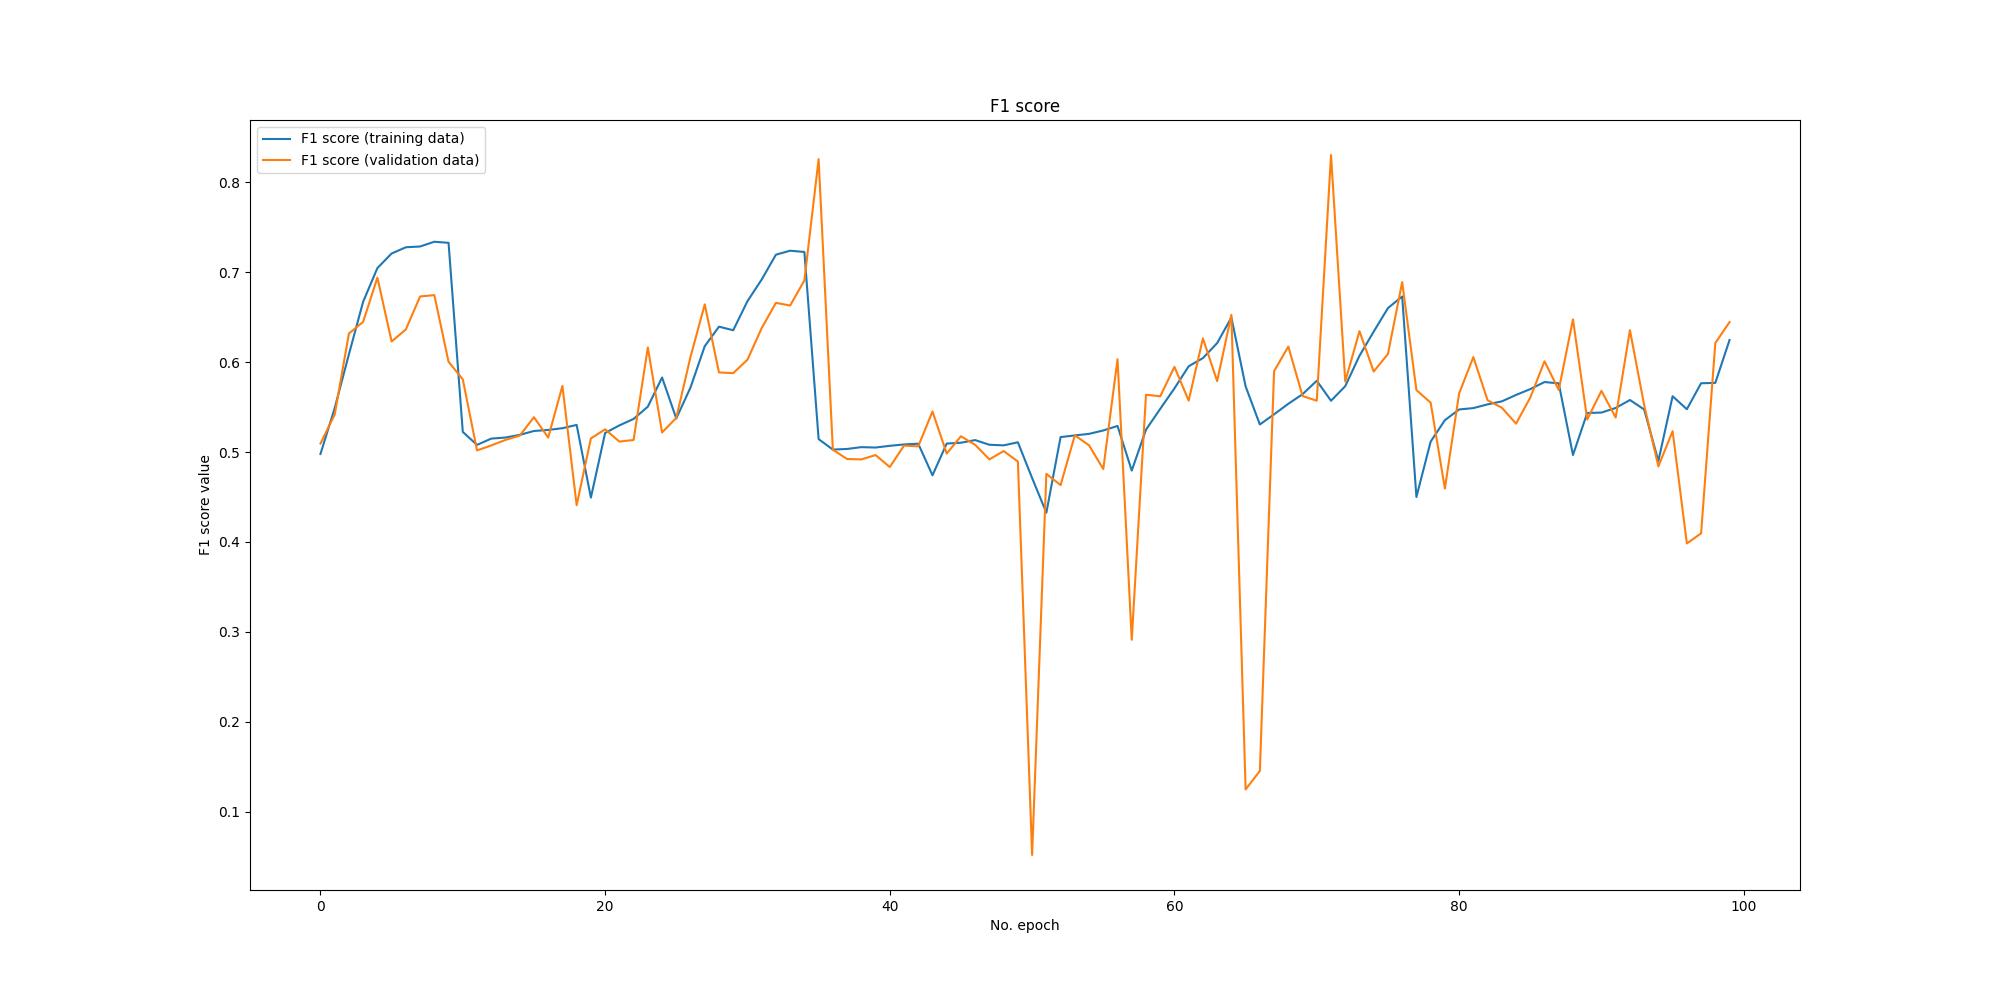 F1 score
F1 score (training data)
F1 score (validation data)
F1 score value
0.8
0.7
0.6
0.5
0.4
0.3
0.2
0.1
0 20 40 60 80 100
No. epoch